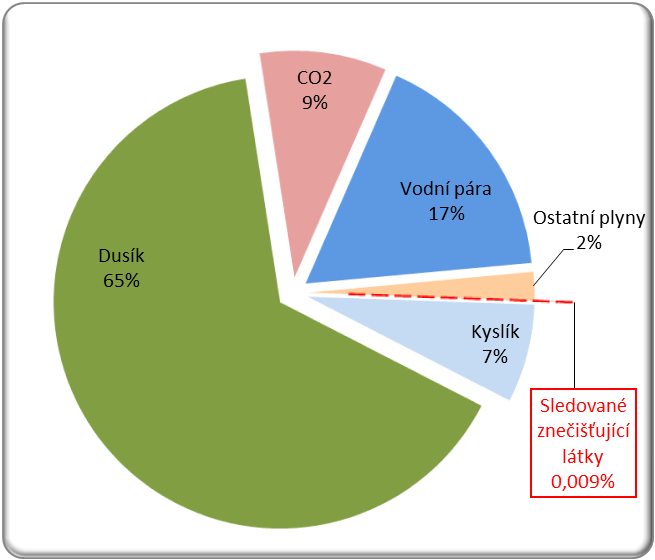 CO2
9%
Vodní pára
17%
Ostatní plyny
2%
Dusík
65%
Kyslík
7%
Sledované
znečišťující
látky
0,009%